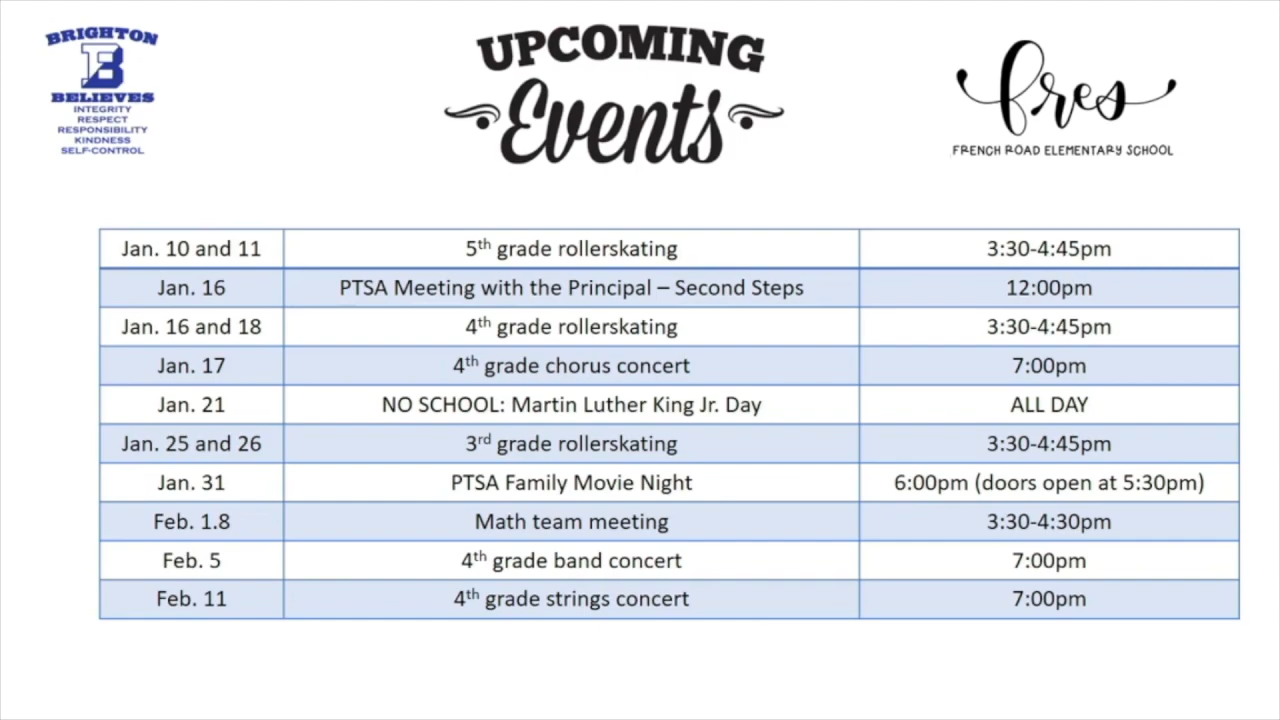 BRIGHTON
B
BELIEVES
INTEGRITY
RESPECT
RESPONSIBILITY
KINDNESS
SELF-CONTROL
UPCOMING
Events
fres
FRENCH ROAD ELEMENTARY SCHOOL
Jan. 10 and 11 5th grade rollerskating 3:30-4:45pm
Jan. 16 PTSA Meeting with the Principal – Second Steps 12:00pm
Jan. 16 and 18 4th grade rollerskating 3:30-4:45pm
Jan. 17 4th grade chorus concert 7:00pm
Jan. 21 NO SCHOOL: Martin Luther King Jr. Day ALL DAY
Jan. 25 and 26 3rd grade rollerskating 3:30-4:45pm
Jan. 31 PTSA Family Movie Night 6:00pm (doors open at 5:30pm)
Feb. 1.8 Math team meeting 3:30-4:30pm
Feb. 5 4th grade band concert 7:00pm
Feb. 11 4th grade strings concert 7:00pm